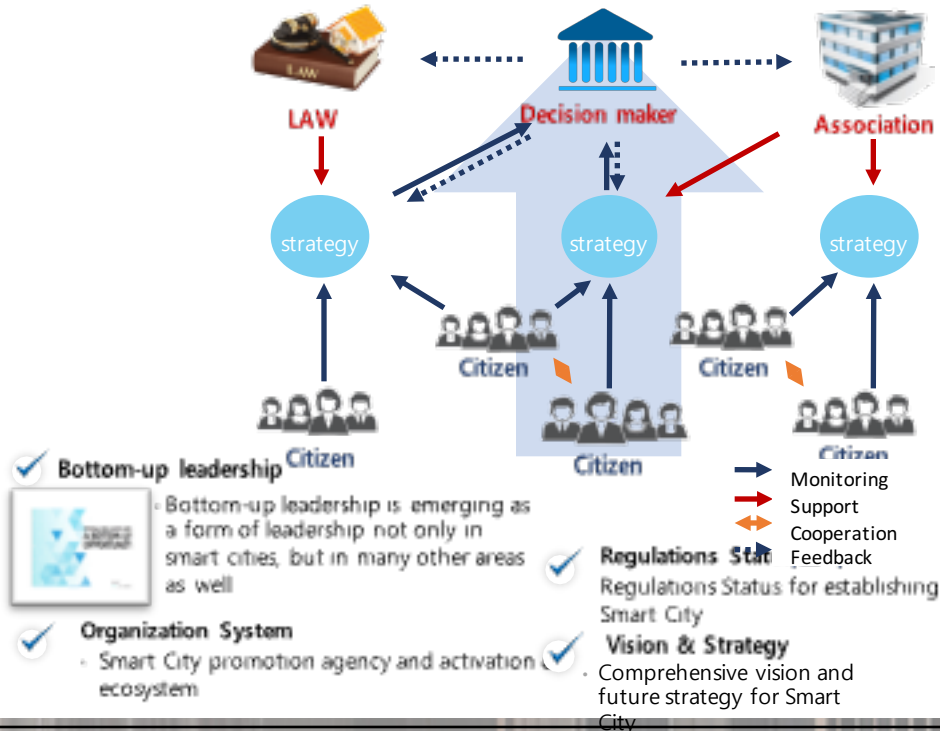 LAW
Decision maker
Association
strategy
strategy
strategy
Citizen
Citizen
Citizen
Citizen
Citizen
Monitoring
Support
Cooperation
Feedback
Bottom-up leadership
Bottom-up leadership is emerging as
a form of leadership not only in
smart cities, but in many other areas
as well
Regulations
Regulations Status for establishing
Smart City
Organization System
Smart City promotion agency and activation
ecosystem
Vision & Strategy
Comprehensive vision and
future strategy for Smart
City